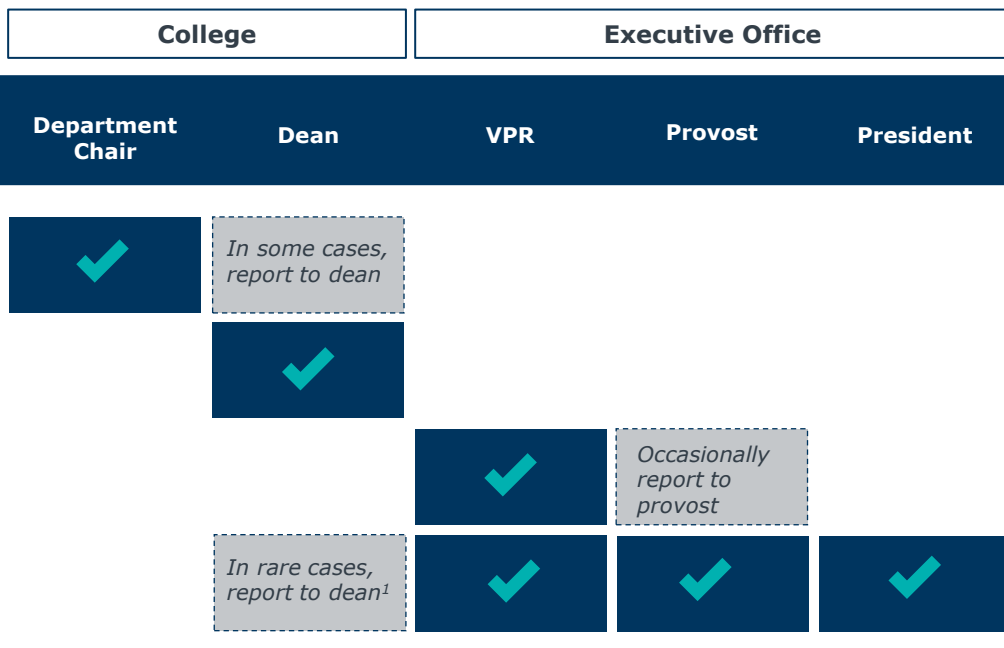 College
Executive Office
Department
Chair
Dean
VPR
Provost
President
In some cases,
report to dean
Occasionally
report to
provost
In rare cases,
report to dean¹